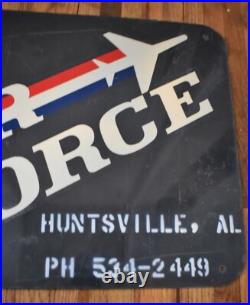 R
ORCE
HUNTSVILLE, AL
PH 534-2449